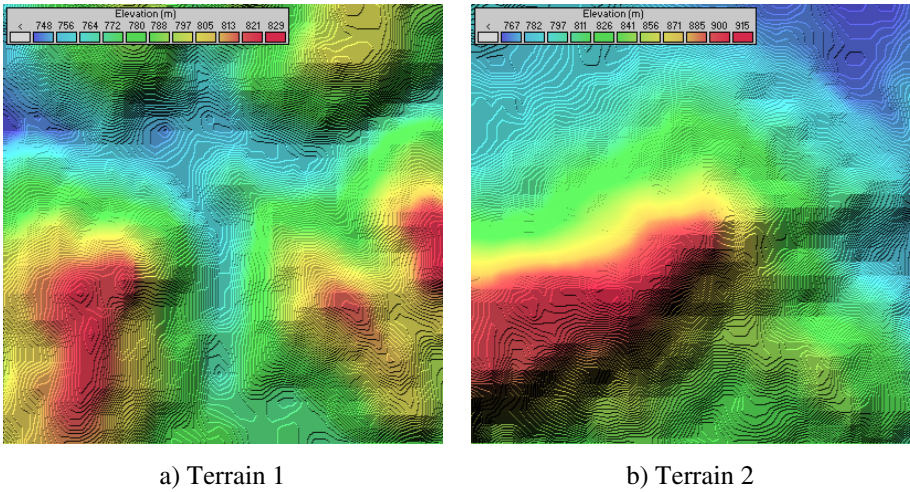 Elevation (m)
< 748 756 764 772 780 788 797 805 813 821 829
Elevation (m)
< 767 782 797 811 826 841 856 871 885 900 915
a) Terrain 1
b) Terrain 2